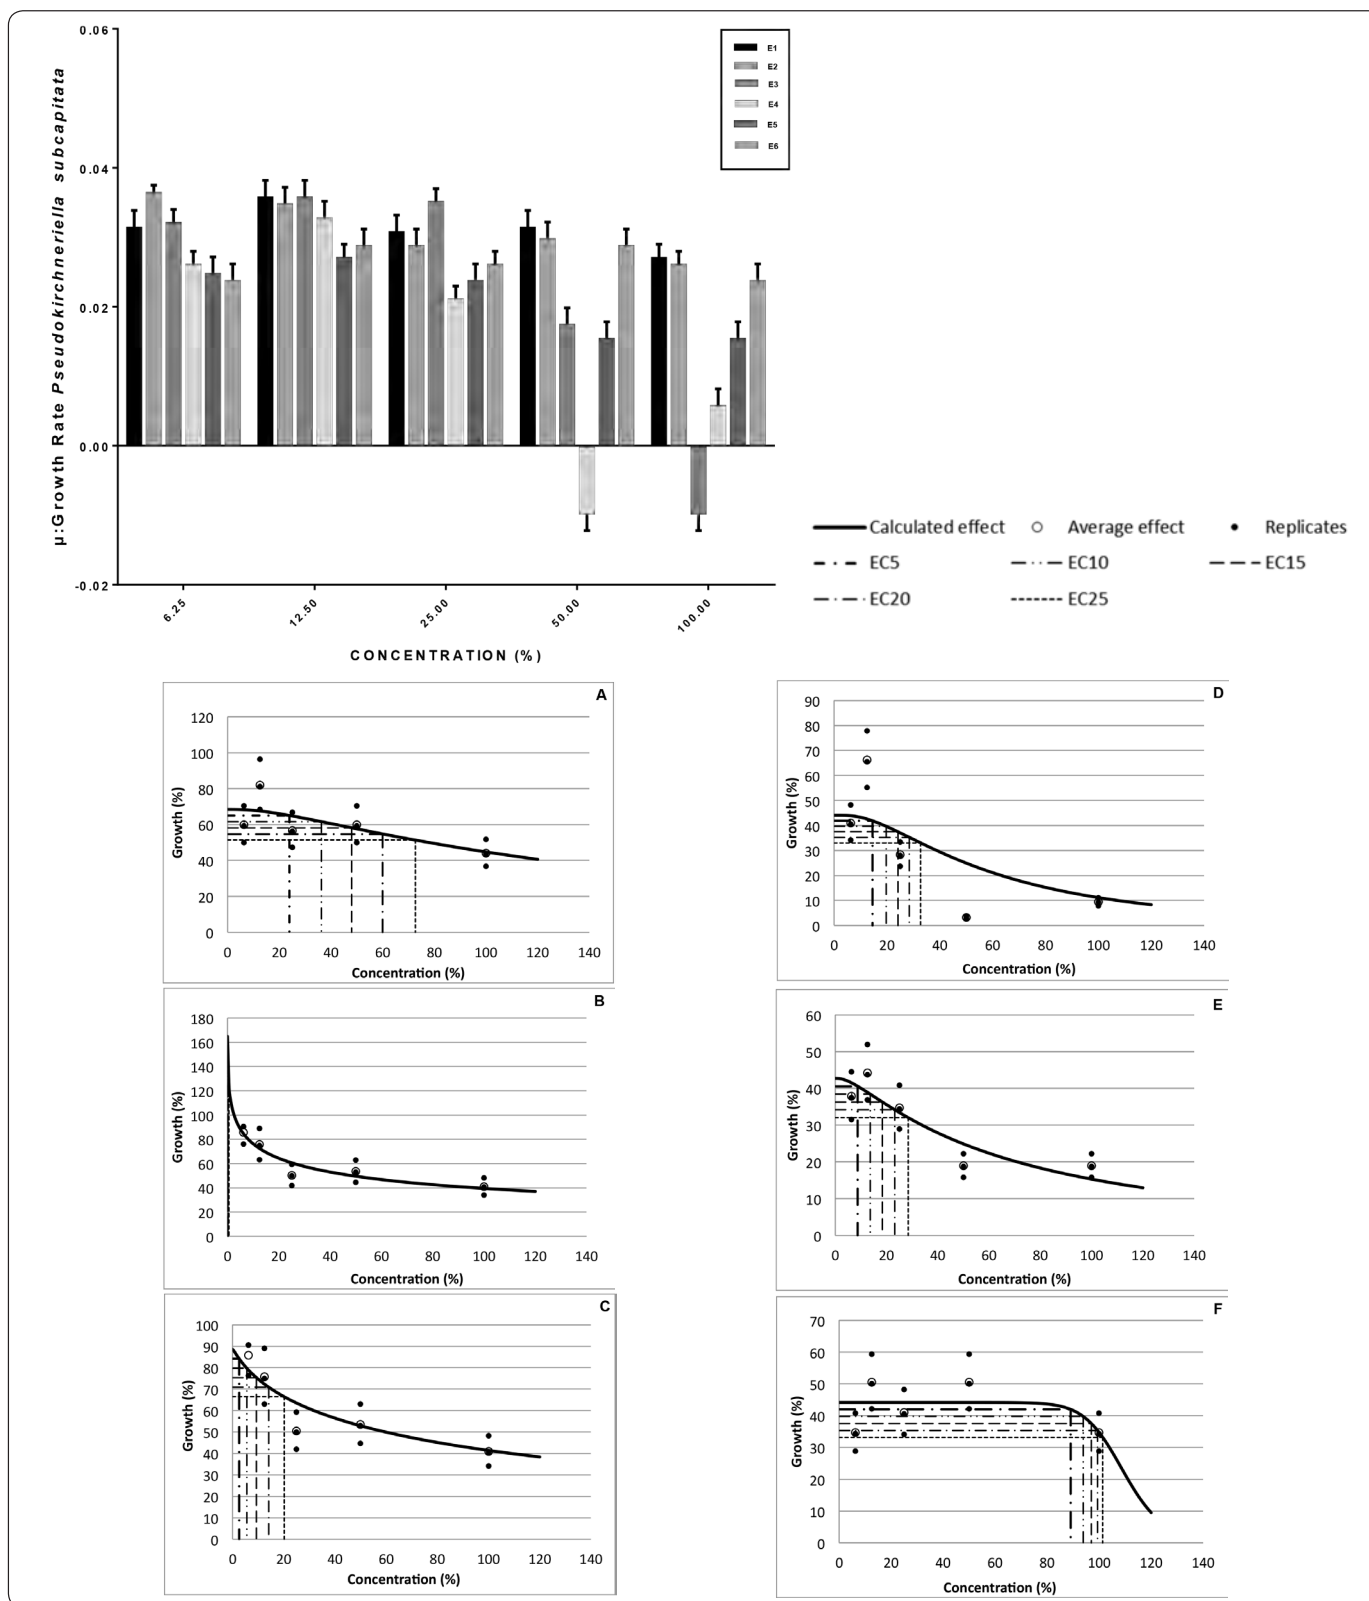 0.06
0.04
0.02
0.00
-0.02
μ:Growth Rate Pseudokirchneriella subcapitata
E1
E2
E3
E4
E5
E6
6.25
12.50
25.00
50.00
100.00
CONCENTRATION (%)
Calculated effect
Average effect
Replicates
EC5
EC10
EC15
EC20
EC25
A
120
100
80
60
40
20
0
Growth (%)
0 20 40 60 80 100 120 140
Concentration (%)
D
90
80
70
60
50
40
30
20
10
0
Growth (%)
0 20 40 60 80 100 120 140
Concentration (%)
B
180
160
140
120
100
80
60
40
20
0
Growth (%)
0 20 40 60 80 100 120 140
Concentration (%)
E
60
50
40
30
20
10
0
Growth (%)
0 20 40 60 80 100 120 140
Concentration (%)
C
100
90
80
70
60
50
40
30
20
10
0
Growth (%)
0 20 40 60 80 100 120 140
Concentration (%)
F
70
60
50
40
30
20
10
0
Growth (%)
0 20 40 60 80 100 120 140
Concentration (%)